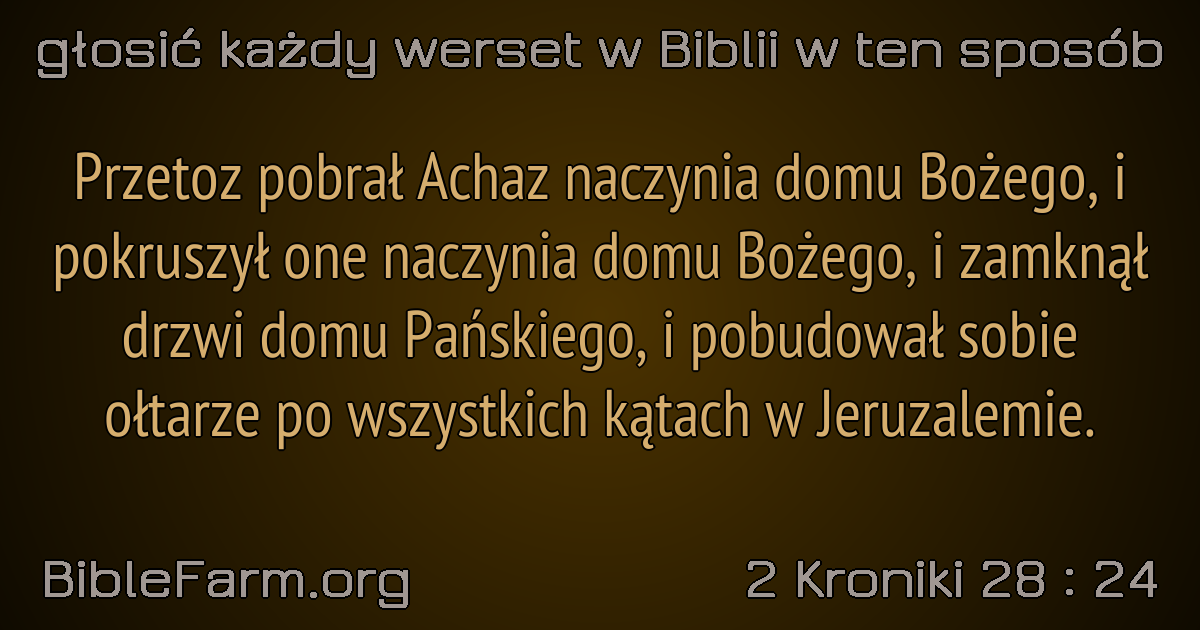 głosić każdy werset w Biblii w ten sposób
Przetoz pobrał Achaz naczynia domu Bożego, i
pokruszył one naczynia domu Bożego, i zamknął
drzwi domu Pańskiego, i pobudował sobie
ołtarze po wszystkich kątach w Jeruzalemie.
BibleFarm.org
2 Kroniki 28 : 24